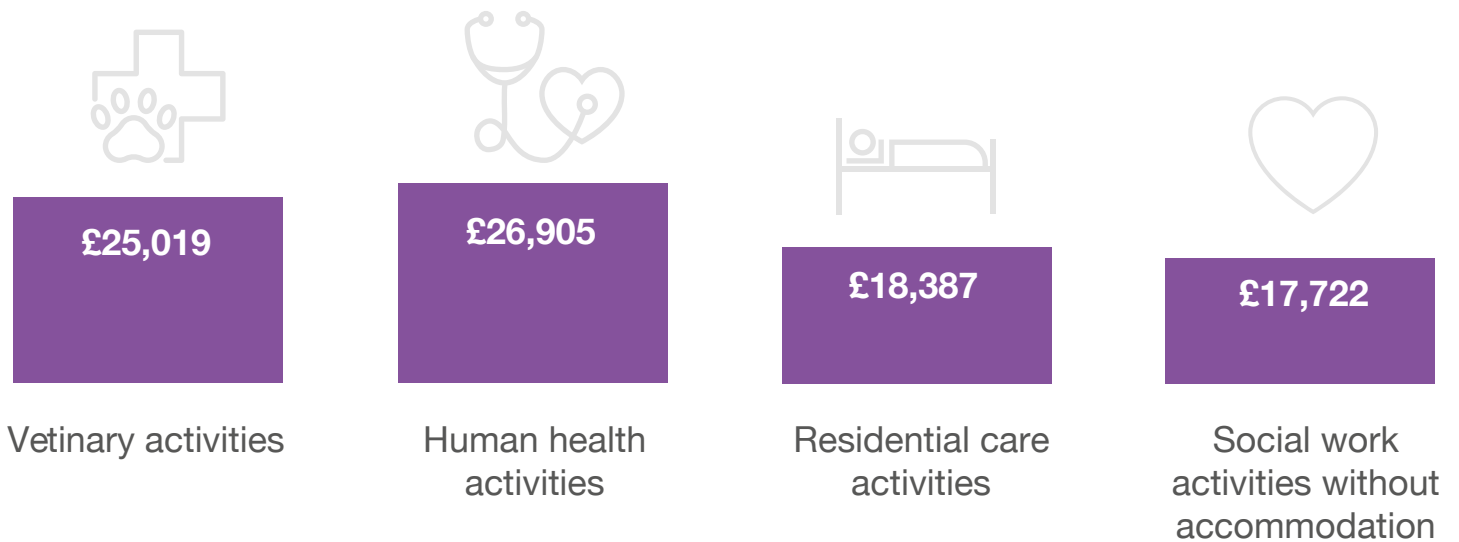 £25,019
£26,905
£18,387
£17,722
Vetinary activities
Human health
activities
Residential care
activities
Social work
activities without
accommodation